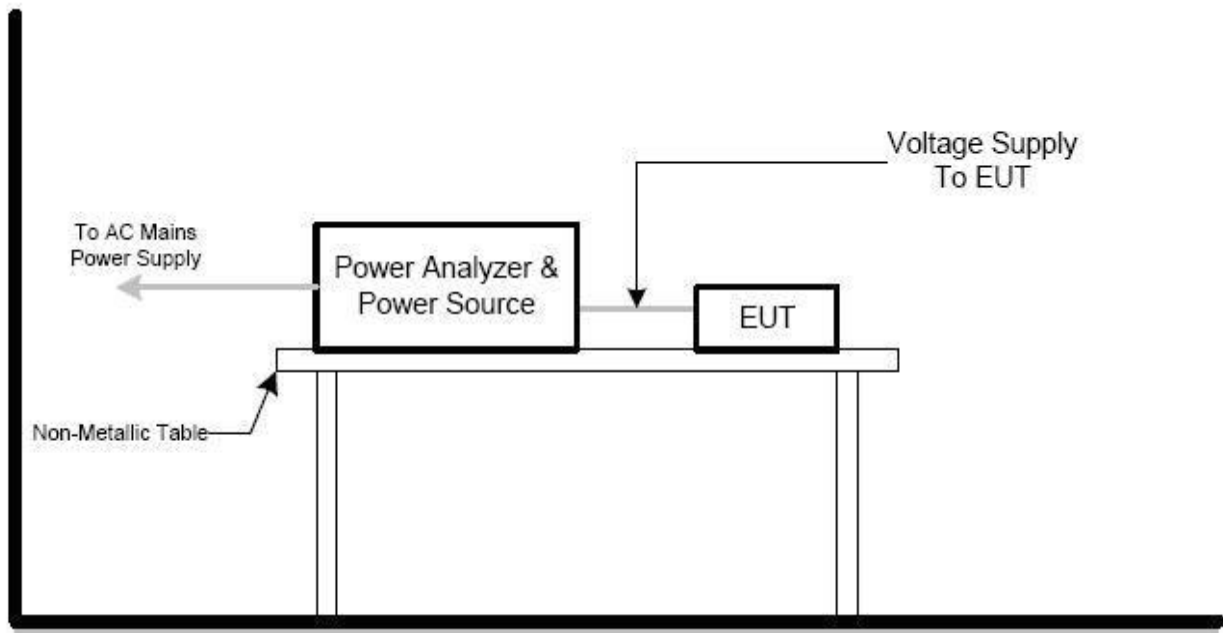 Voltage Supply
To EUT
To AC Mains
Power Supply
Power Analyzer &
Power Source
EUT
Non-Metallic Table